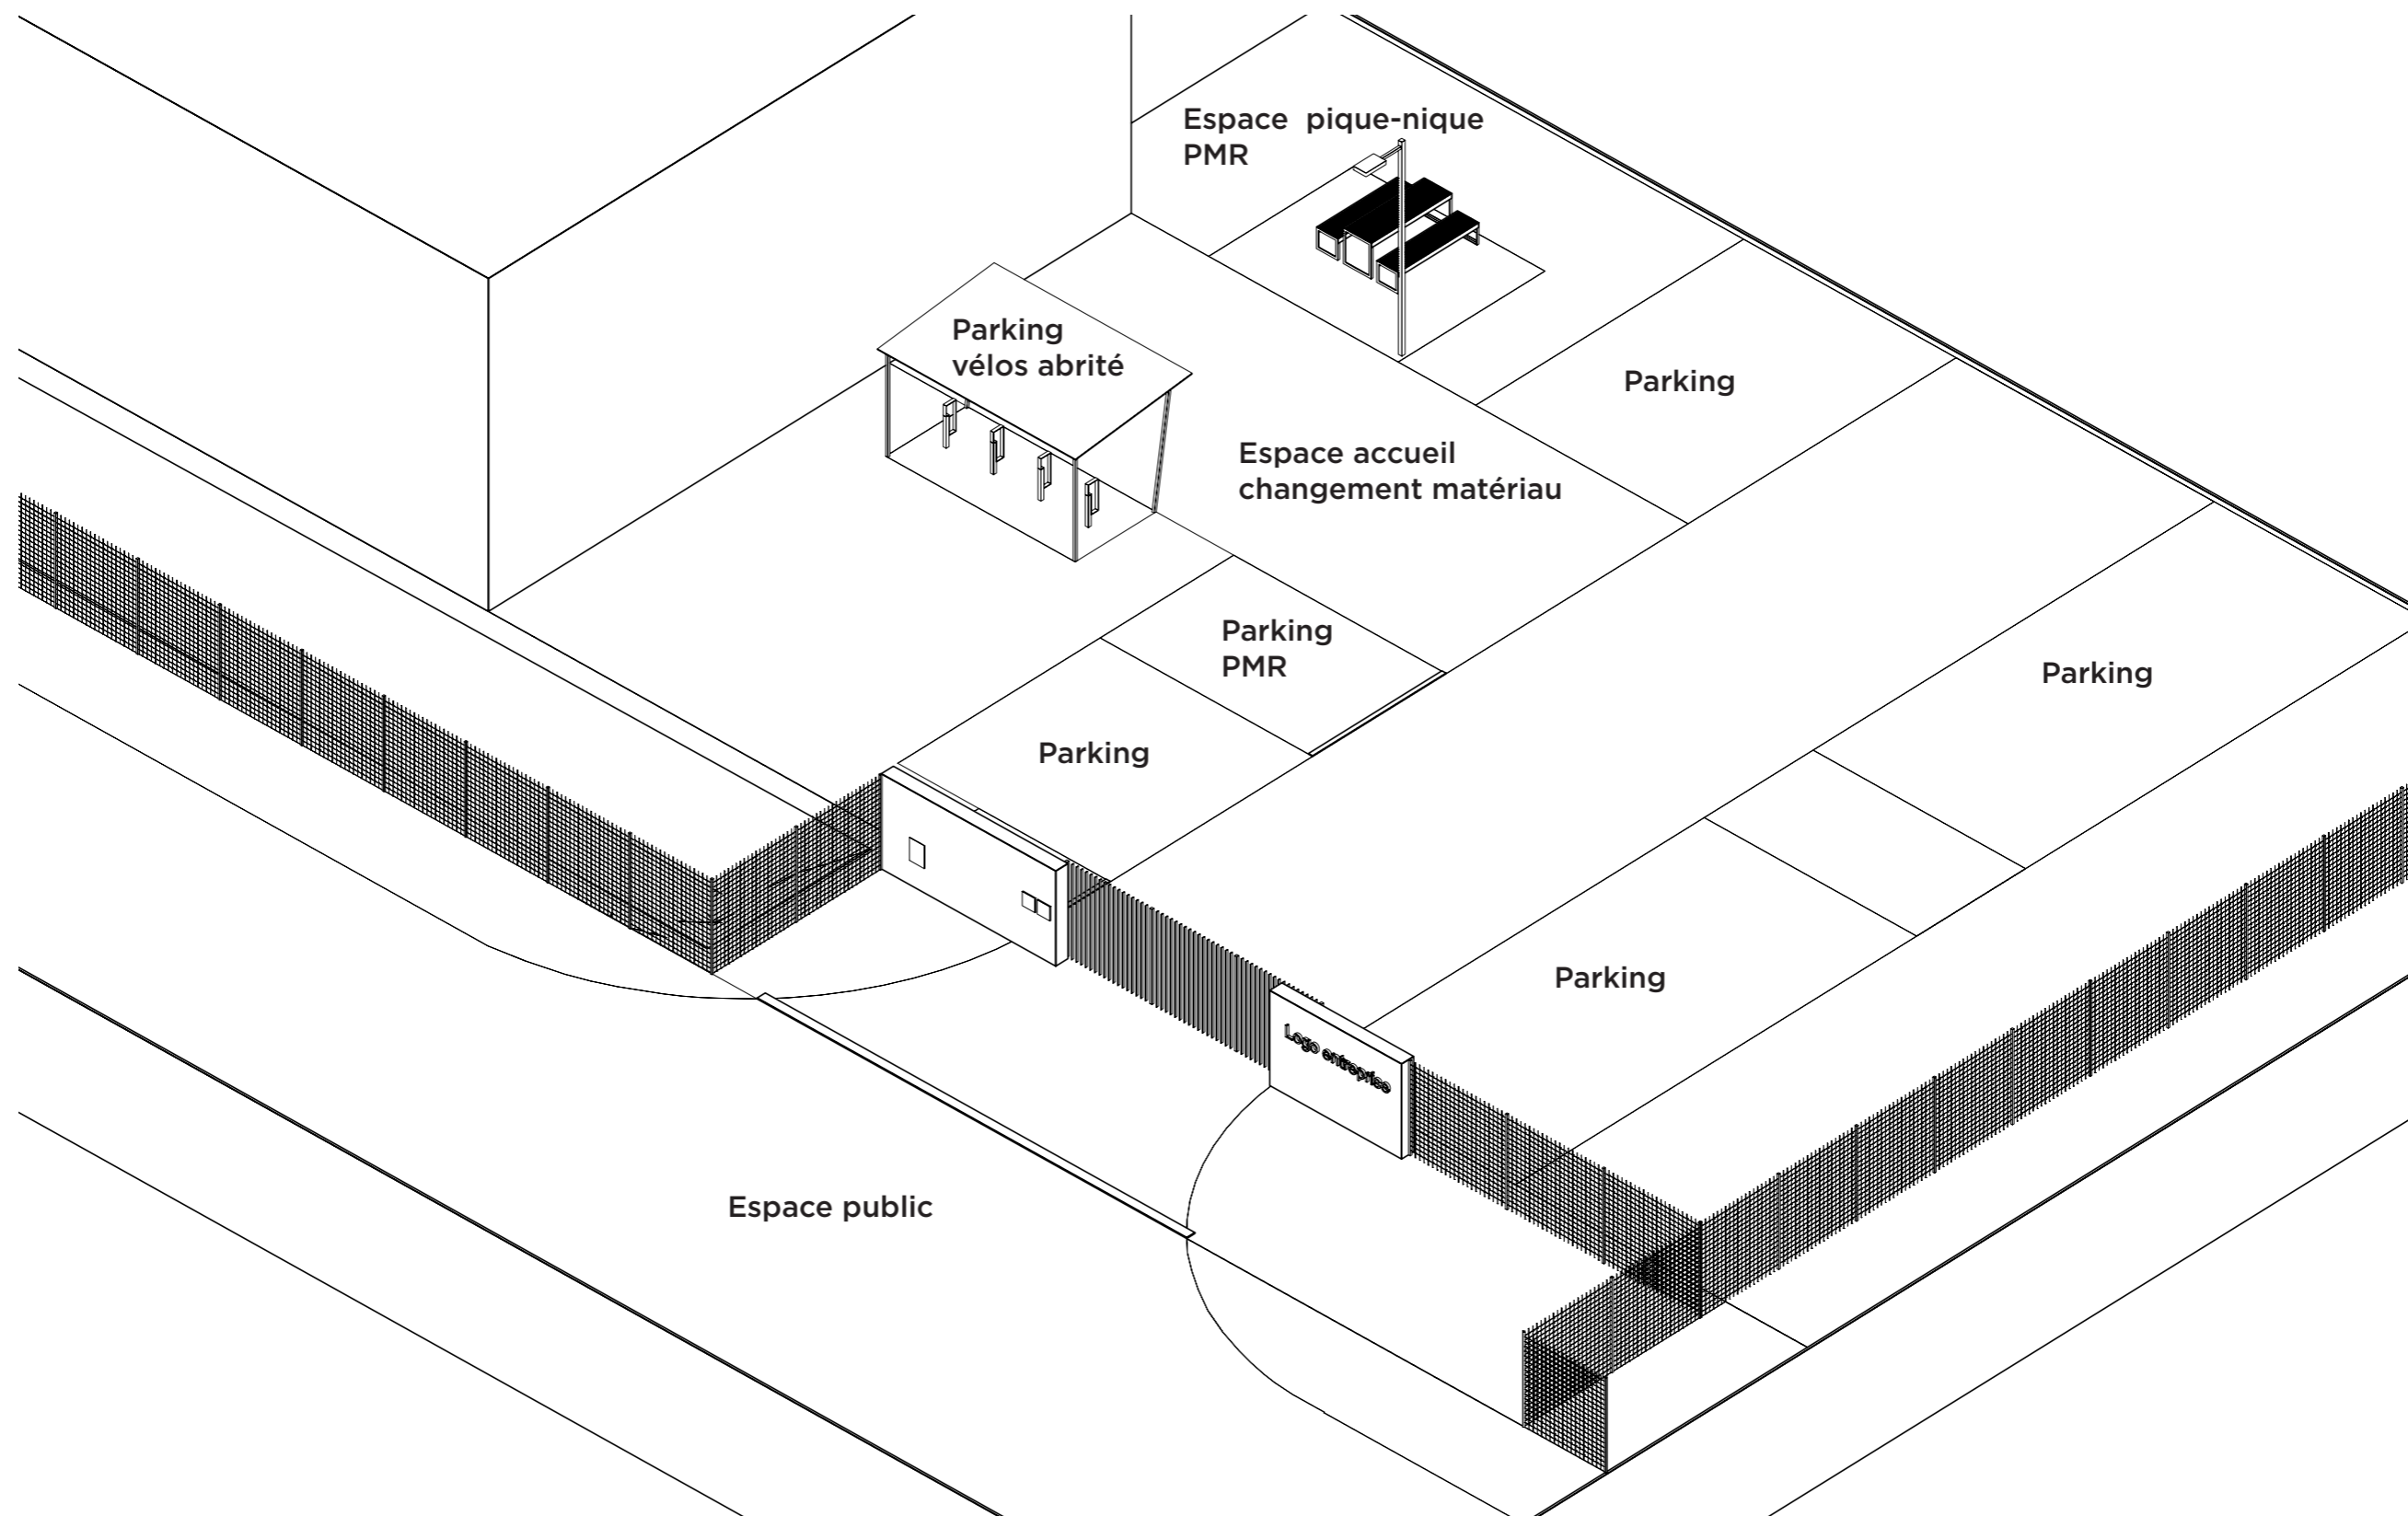 Espace  pique-nique
PMR
Parking
vélos abrité
Parking
Espace accueil
changement matériau
Parking
PMR
Parking
Parking
Parking
Logo entreprise
Espace public